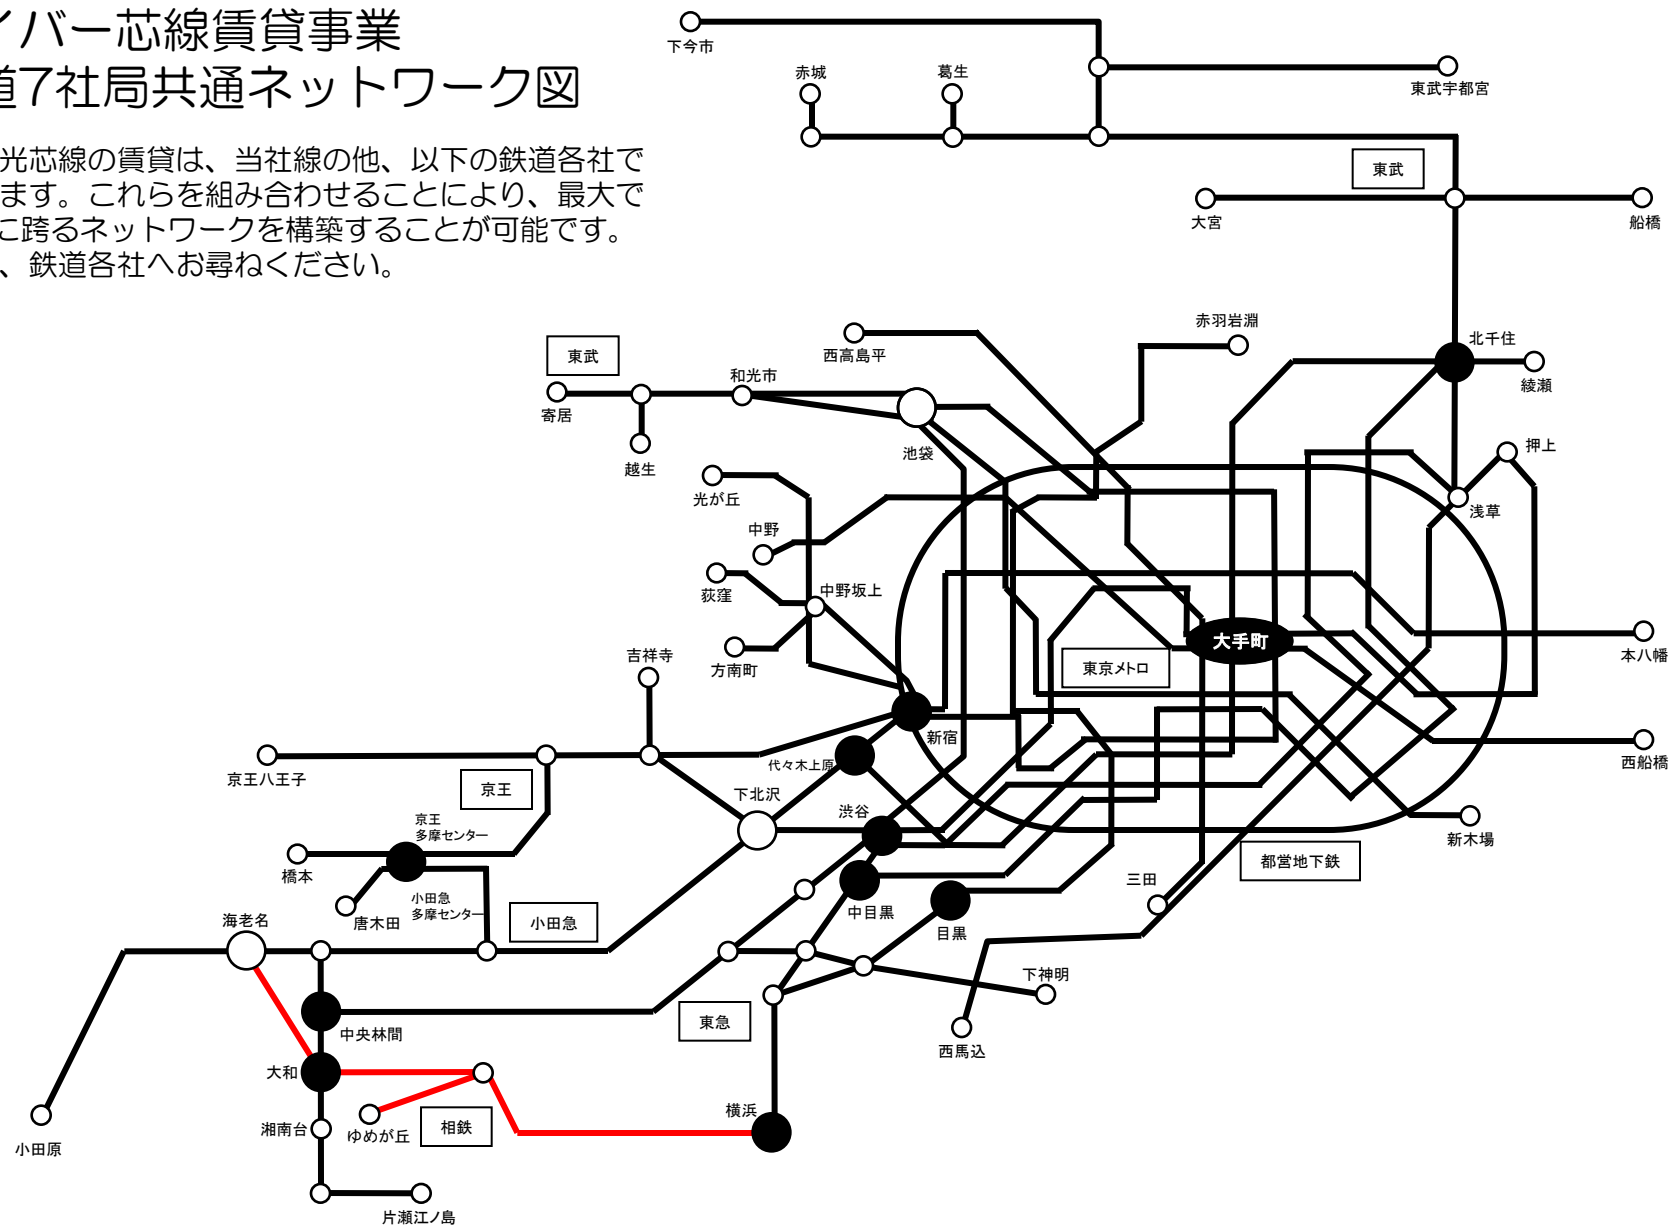 イバー芯線賃貸事業
道7社局共通ネットワーク図
光芯線の賃貸は、当社線の他、以下の鉄道各社で
ます。これらを組み合わせることにより、最大で
に跨るネットワークを構築することが可能です。
、鉄道各社へお尋ねください。
下今市
赤城
葛生
東武宇都宮
東武
大宮
船橋
赤羽岩淵
北千住
西高島平
東武
和光市
綾瀬
寄居
池袋
越生
押上
光が丘
浅草
中野
荻窪
中野坂上
大手町
方南町
吉祥寺
東京メトロ
本八幡
新宿
代々木上原
京王八王子
京王
下北沢
西船橋
渋谷
京王
多摩センター
新木場
橋本
都営地下鉄
三田
小田急
多摩センター
唐木田
小田急
中目黒
目黒
海老名
下神明
中央林間
東急
西馬込
大和
横浜
湘南台
ゆめが丘
相鉄
小田原
片瀬江ノ島